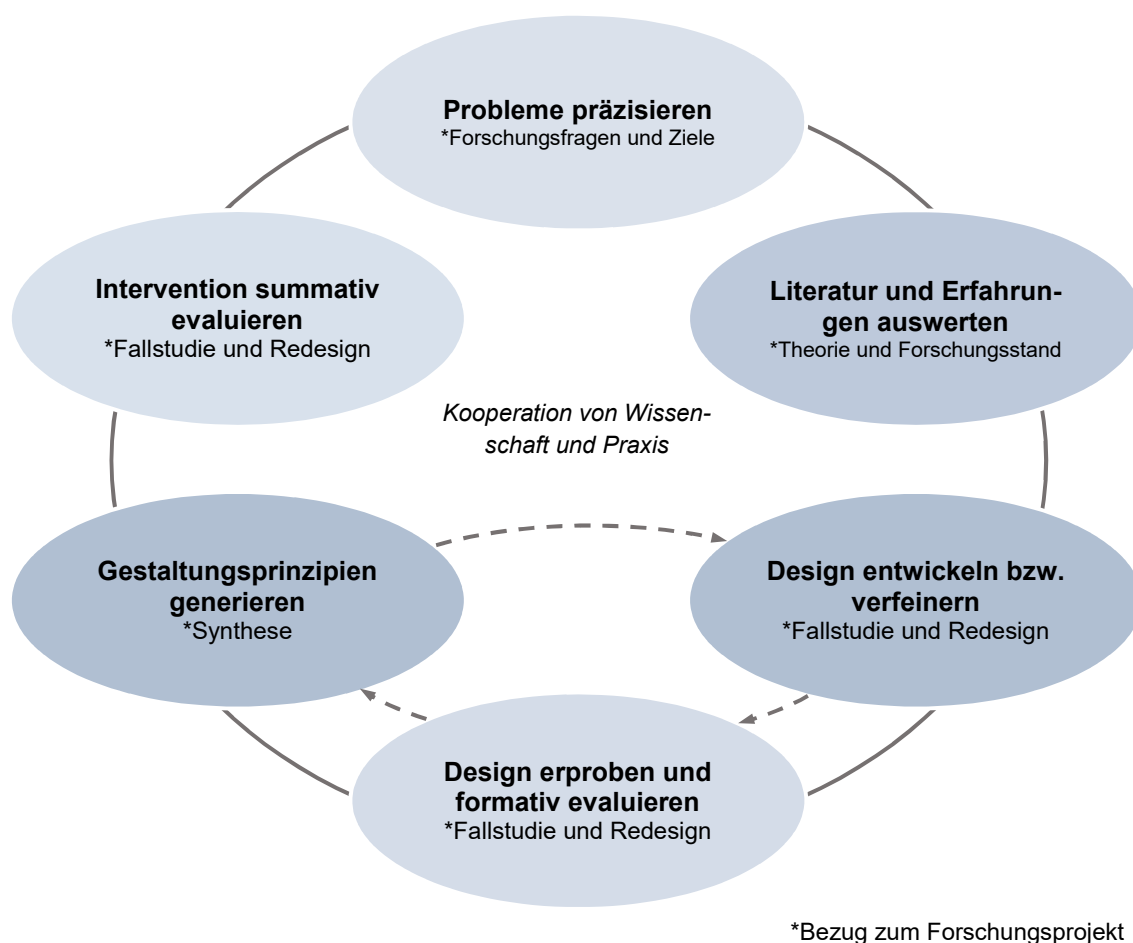 Probleme präzisieren
*Forschungsfragen und Ziele
Intervention summativ
evaluieren
*Fallstudie und Redesign
Literatur und Erfahrun-
gen auswerten
*Theorie und Forschungsstand
Kooperation von Wissen-
schaft und Praxis
Gestaltungsprinzipien
generieren
*Synthese
Design entwickeln bzw.
verfeinern
*Fallstudie und Redesign
Design erproben und
formativ evaluieren
*Fallstudie und Redesign
*Bezug zum Forschungsprojekt